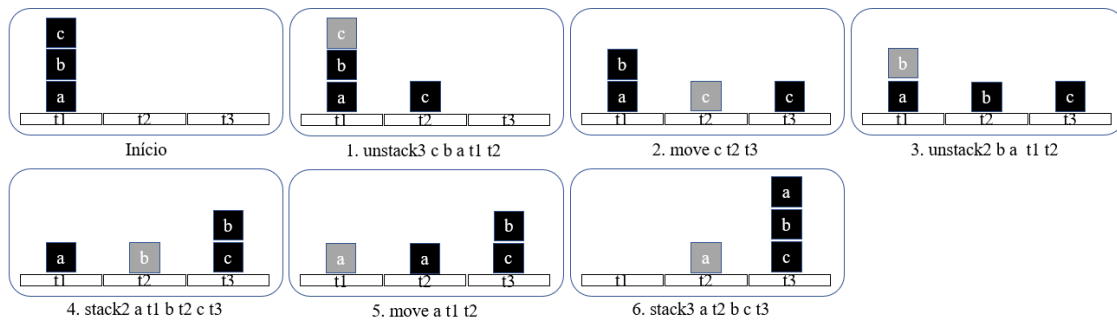 c
b
a
t1 t2 t3
Início
c
b
a c
t1 t2 t3
1. unstack3 c b a t1 t2
b
a c c
t1 t2 t3
2. move c t2 t3
b
a b c
t1 t2 t3
3. unstack2 b a t1 t2
b
a b c
t1 t2 t3
4. stack2 a t1 b t2 c t3
b
a a c
t1 t2 t3
5. move a t1 t2
a
b
a c
t1 t2 t3
6. stack3 a t2 b c t3